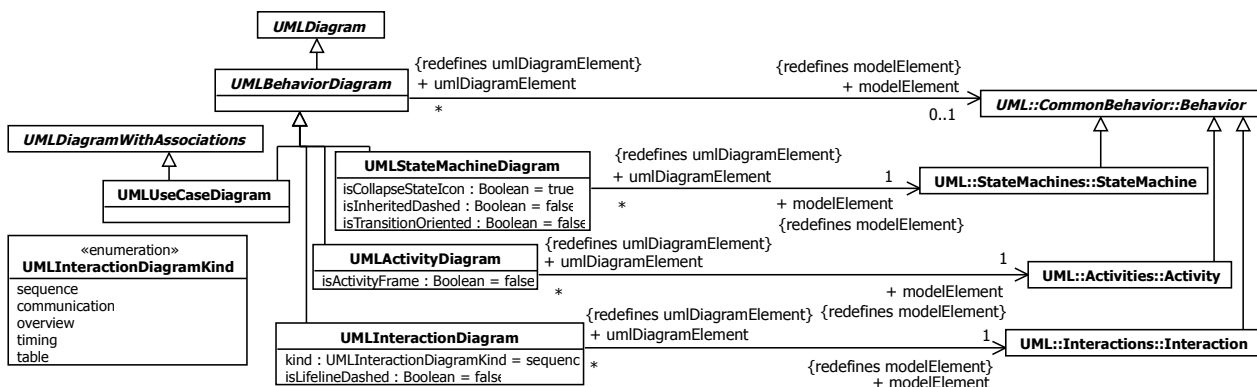 UMLDiagram
UMLBehaviorDiagram
{redefines umlDiagramElement}
+ umlDiagramElement
*
{redefines modelElement}
+ modelElement
0..1
UML::CommonBehavior::Behavior
UMLDiagramWithAssociations
UMLUseCaseDiagram
UMLStateMachineDiagram
isCollapseStateIcon : Boolean = true
isInheritedDashed : Boolean = false
isTransitionOriented : Boolean = false
{redefines umlDiagramElement}
+ umlDiagramElement
*
1
+ modelElement
{redefines modelElement}
UML::StateMachines::StateMachine
«enumeration»
UMLInteractionDiagramKind
sequence
communication
overview
timing
table
UMLActivityDiagram
isActivityFrame : Boolean = false
{redefines umlDiagramElement}
+ umlDiagramElement
*
1
+ modelElement
{redefines modelElement}
UML::Activities::Activity
UMLInteractionDiagram
kind : UMLInteractionDiagramKind = sequenc
isLifelineDashed : Boolean = false
{redefines umlDiagramElement}
+ umlDiagramElement
*
1
{redefines modelElement}
+ modelElement
UML::Interactions::Interaction